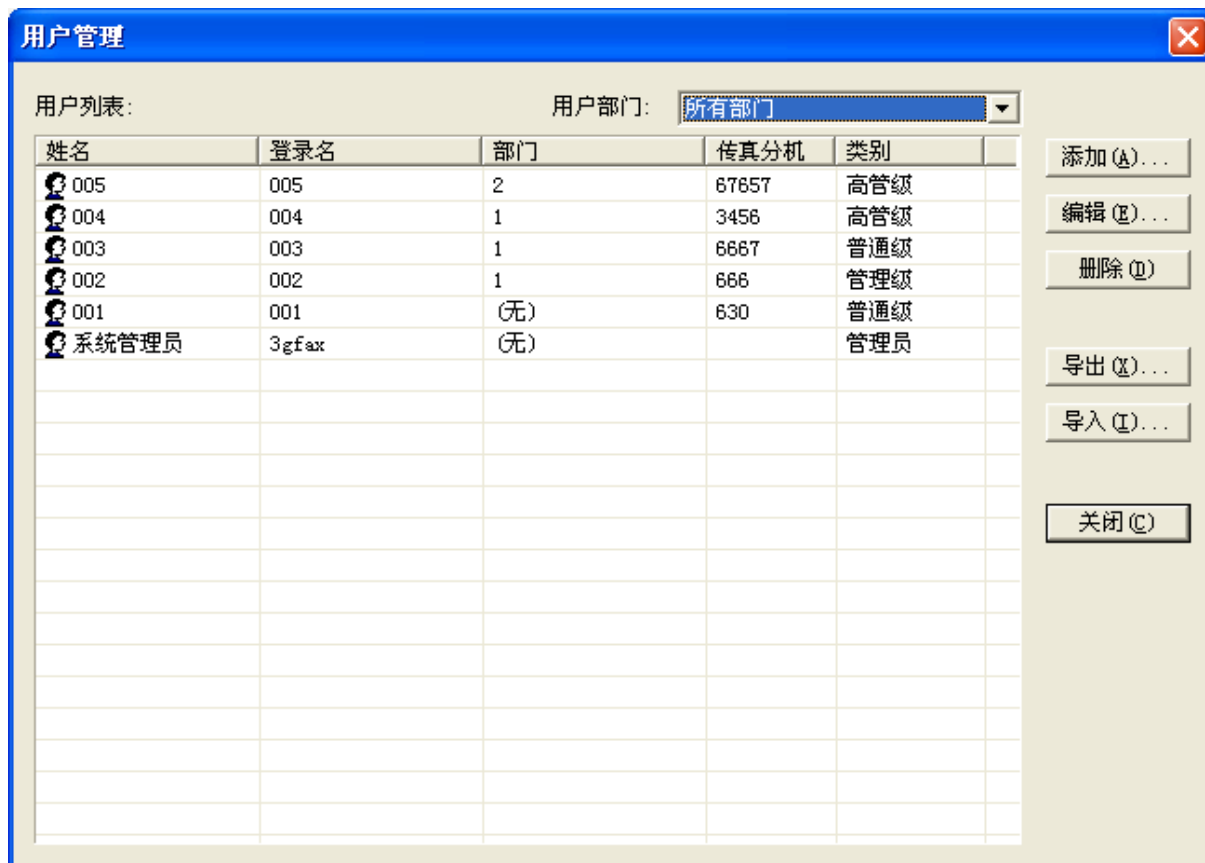 用户管理
用户列表: 用户部门: 所有部门
姓名 登录名 部门 传真分机 类别
005 005 2 67657 高管级
004 004 1 3456 高管级
003 003 1 6667 普通级
002 002 1 666 管理级
001 001 (无) 630 普通级
系统管理员 3gfax (无) 管理员
添加(A)...
编辑(E)...
删除(D)
导出(X)...
导入(I)...
关闭(C)